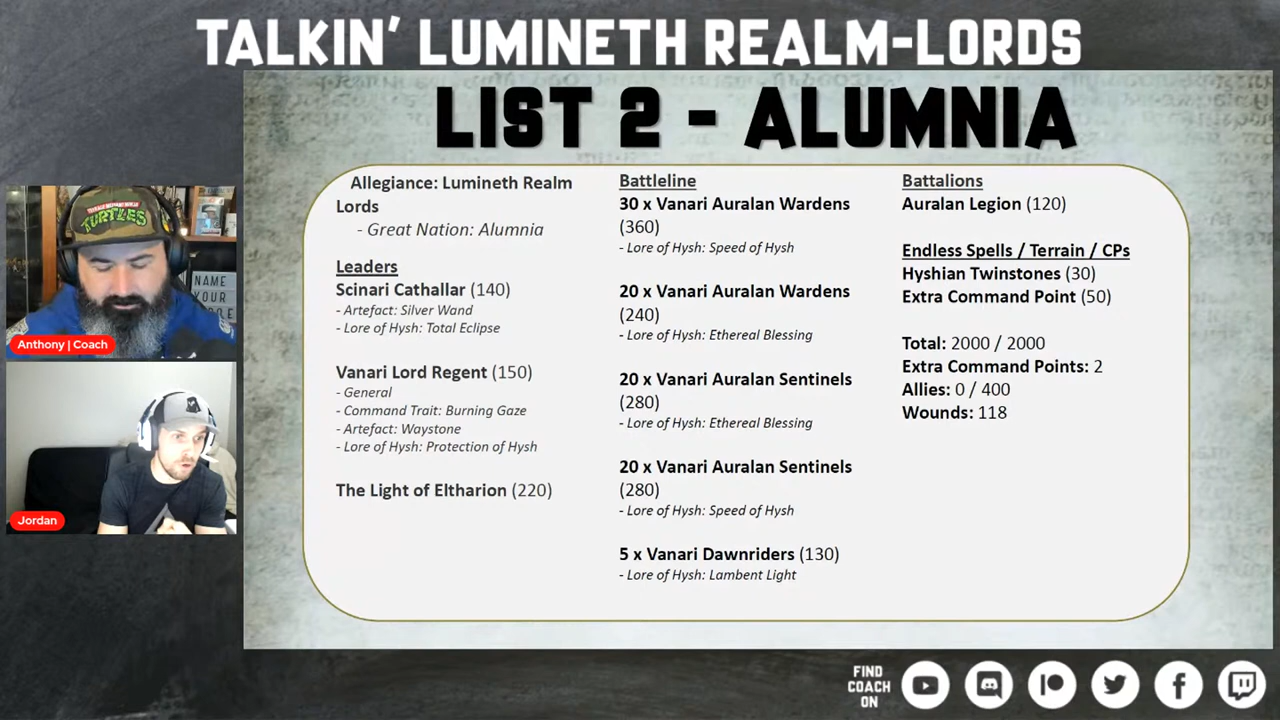 TALKIN' LUMINETH REALM-LORDS
LIST 2 - ALUMNIA
Allegiance: Lumineth Realm
Lords
- Great Nation: Alumnia
Leaders
Scinari Cathallar (140)
- Artefact: Silver Wand
- Lore of Hysh: Total Eclipse
Vanari Lord Regent (150)
- General
- Command Trait: Burning Gaze
- Artefact: Waystone
- Lore of Hysh: Protection of Hysh
The Light of Eltharion (220)
Battleline
30 x Vanari Auralan Wardens
(360)
- Lore of Hysh: Speed of Hysh
20 x Vanari Auralan Wardens
(240)
- Lore of Hysh: Ethereal Blessing
20 x Vanari Auralan Sentinels
(280)
- Lore of Hysh: Ethereal Blessing
20 x Vanari Auralan Sentinels
(280)
- Lore of Hysh: Speed of Hysh
5 x Vanari Dawnriders (130)
- Lore of Hysh: Lambent Light
Battalions
Auralan Legion (120)
Endless Spells / Terrain / CPs
Hyshian Twinstones (30)
Extra Command Point (50)
Total: 2000 / 2000
Extra Command Points: 2
Allies: 0 / 400
Wounds: 118
TURTLES
NAME
YOUR
Anthony | Coach
Jordan
FIND
COACH
ON